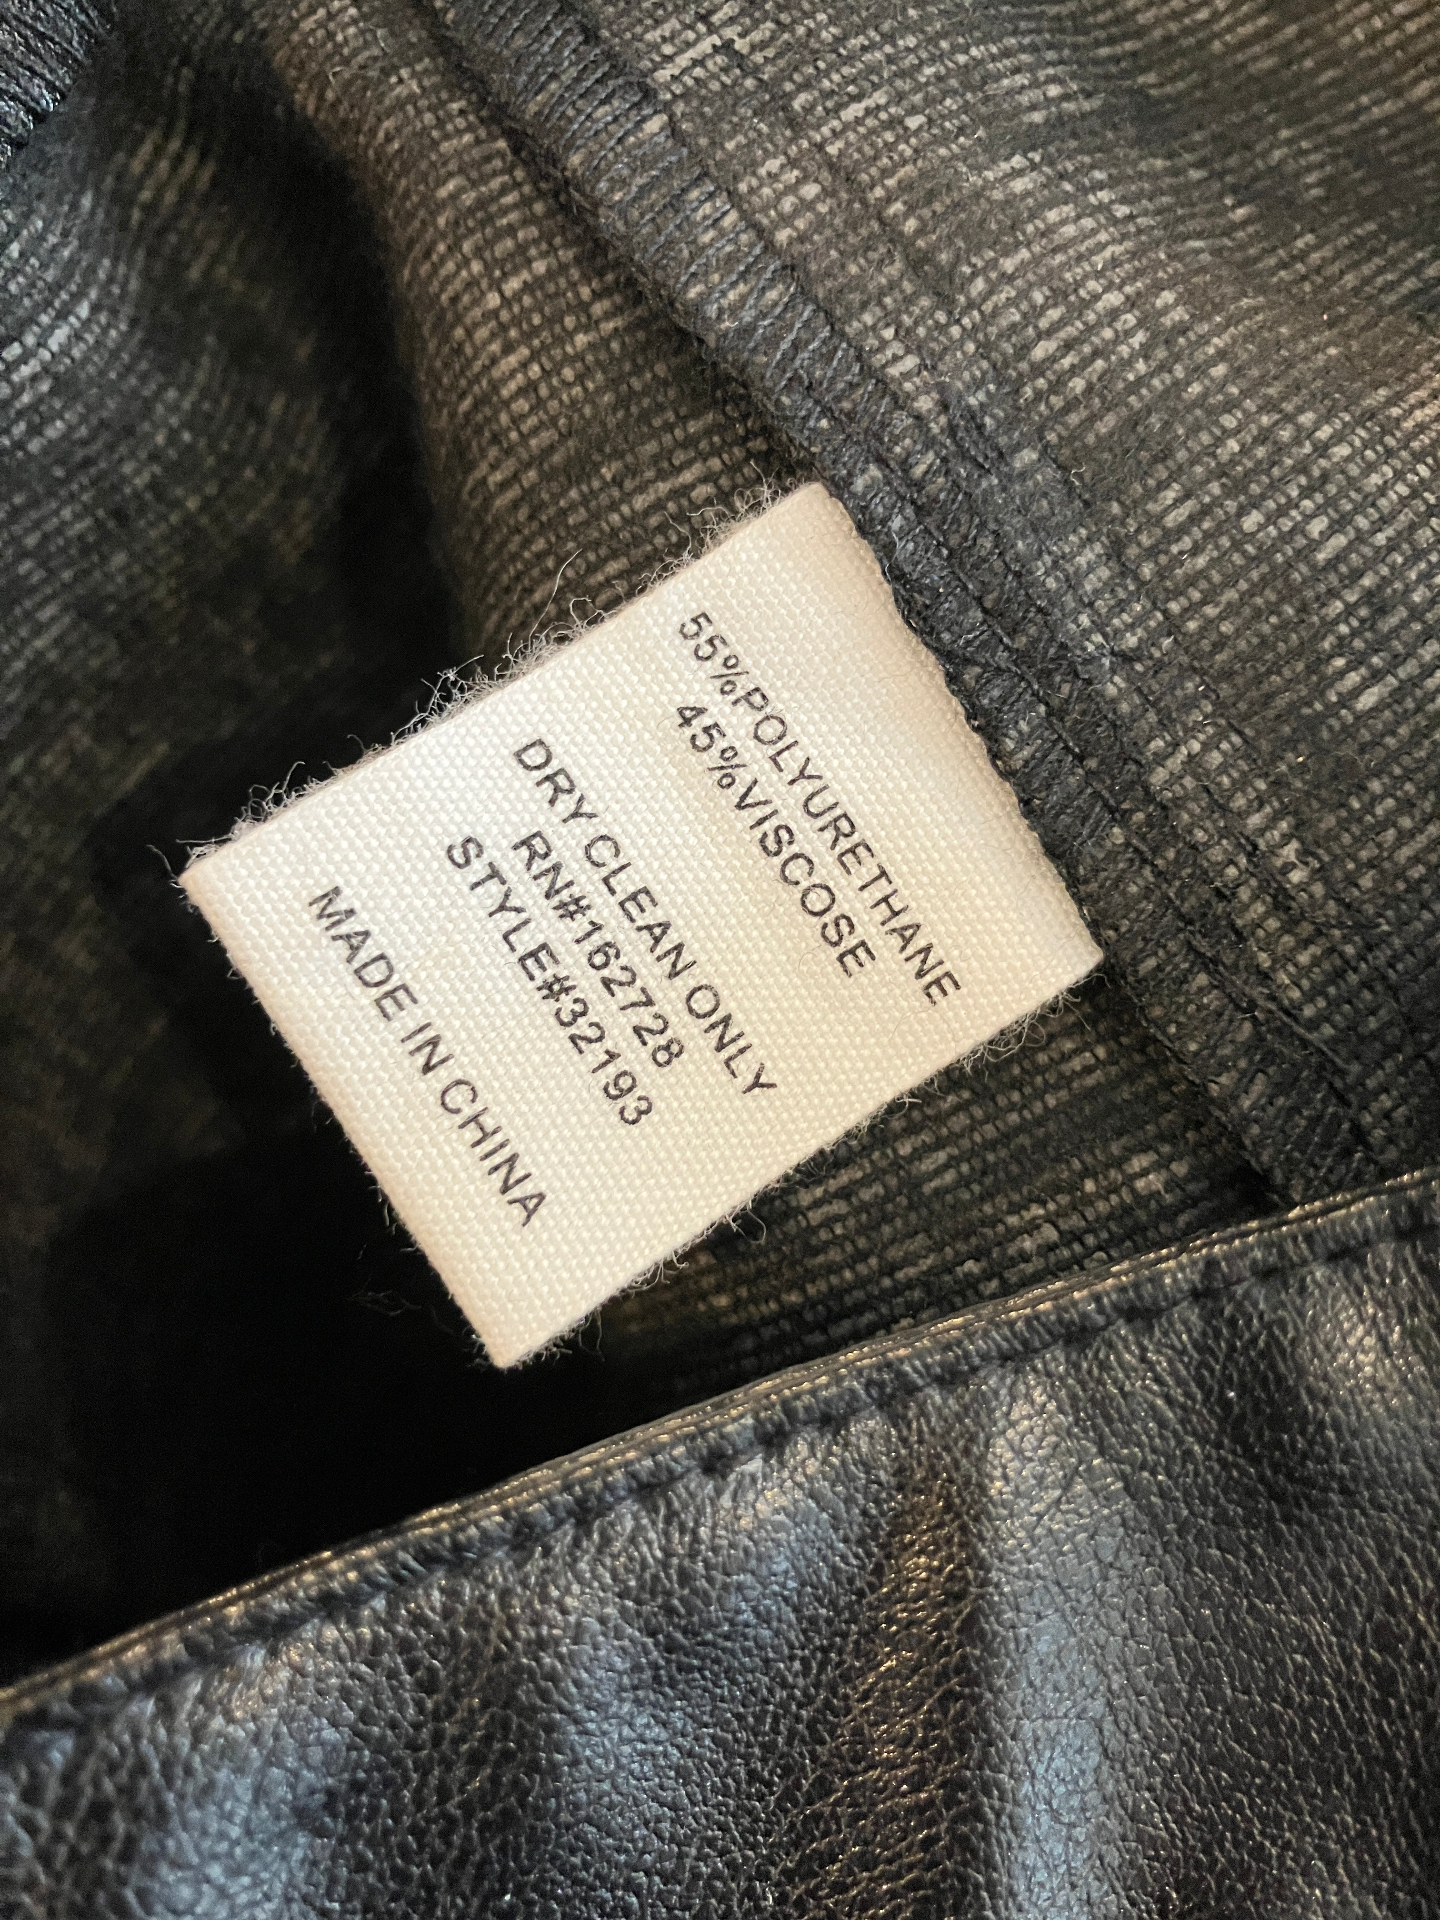 55%POLYURETHANE
45%VISCOSE
DRY CLEAN ONLY
RN#162728
STYLE#32193
MADE IN CHINA